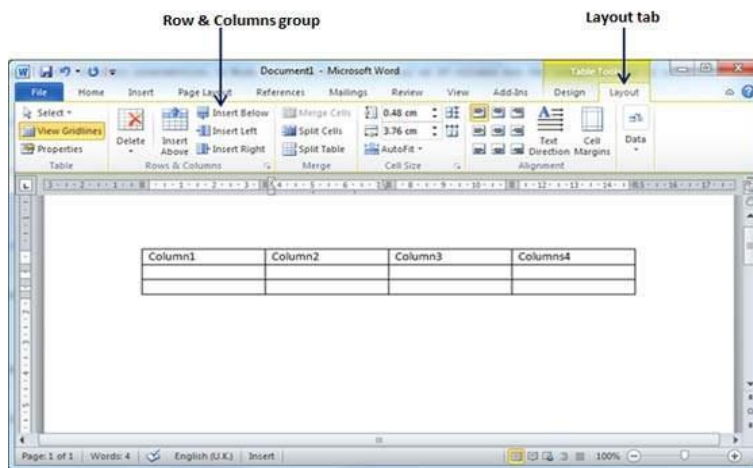 Row & Columns group
Layout tab
Document1 - Microsoft Word
Table Tools
File Home Insert Page Layout References Mailings Review View Add-Ins Design Layout
Select
View Gridlines
Properties
Table
Delete
Insert Above
Insert Below
Insert Left
Insert Right
Rows & Columns
Merge Cells
Split Cells
Split Table
Merge
0.48 cm
3.76 cm
AutoFit
Cell Size
Text Direction
Cell Margins
Alignment
Data
Column1 Column2 Column3 Columns4
Page: 1 of 1 Words: 4 English (U.K.) Insert 100%